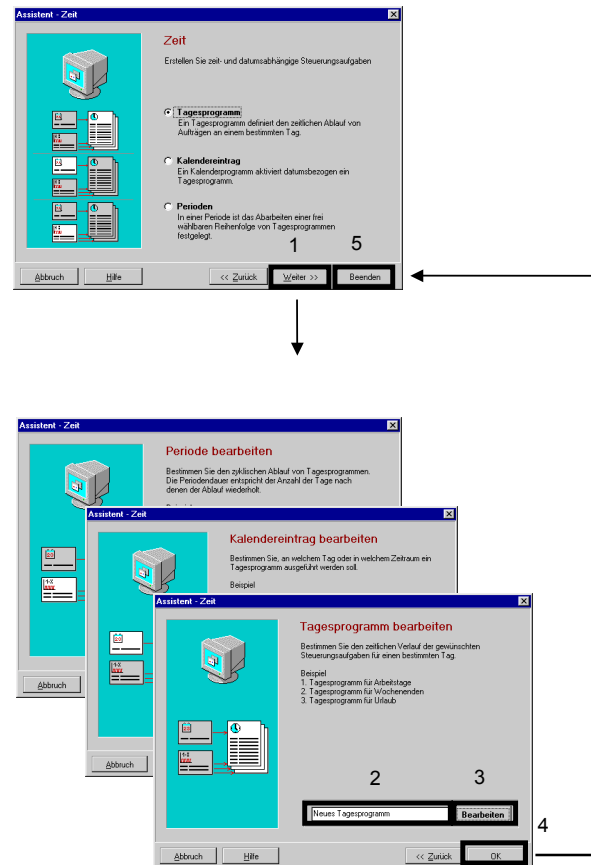 Assistent - Zeit
Zeit
Erstellen Sie zeit- und datumsabhängige Steuerungsaufgaben
Tagesprogramm
Ein Tagesprogramm definiert den zeitlichen Ablauf von
Aufträgen an einem bestimmten Tag.
Kalendereintrag
Ein Kalenderprogramm aktiviert datumsbezogen ein
Tagesprogramm.
Perioden
In einer Periode ist das Abarbeiten einer frei
wählbaren Reihenfolge von Tagesprogrammen
festgelegt.
1 5
Abbruch Hilfe << Zurück Weiter >> Beenden
Assistent - Zeit
Periode bearbeiten
Bestimmen Sie den zyklischen Ablauf von Tagesprogrammen.
Die Periodendauer entspricht der Anzahl der Tage nach
denen der Ablauf wiederholt.
Abbruch
Assistent - Zeit
Kalendereintrag bearbeiten
Bestimmen Sie, an welchem Tag oder in welchem Zeitraum ein
Tagesprogramm ausgeführt werden soll.
Beispiel
Abbruch
Assistent - Zeit
Tagesprogramm bearbeiten
Bestimmen Sie den zeitlichen Verlauf der gewünschten
Steuerungsaufgaben für einen bestimmten Tag.
Beispiel
1. Tagesprogramm für Arbeitstage
2. Tagesprogramm für Wochenenden
3. Tagesprogramm für Urlaub
2 3
Neues Tagesprogramm Bearbeiten
4
Abbruch Hilfe << Zurück OK